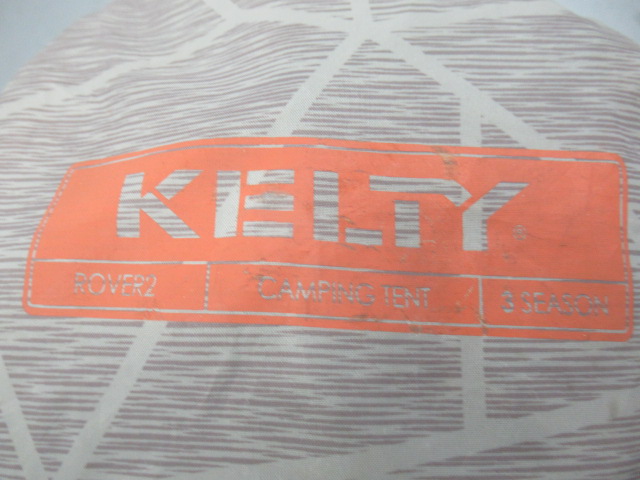 KELTY®
ROVER2 CAMPING TENT 3 SEASON